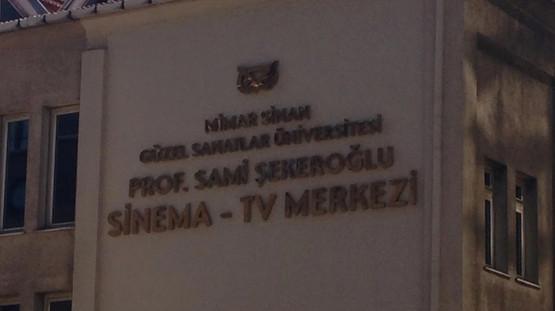 MİMAR SİNAN
GÜZEL SANATLAR ÜNİVERSİTESİ
PROF. SAMİ ŞEKEROĞLU
SİNEMA - TV MERKEZİ